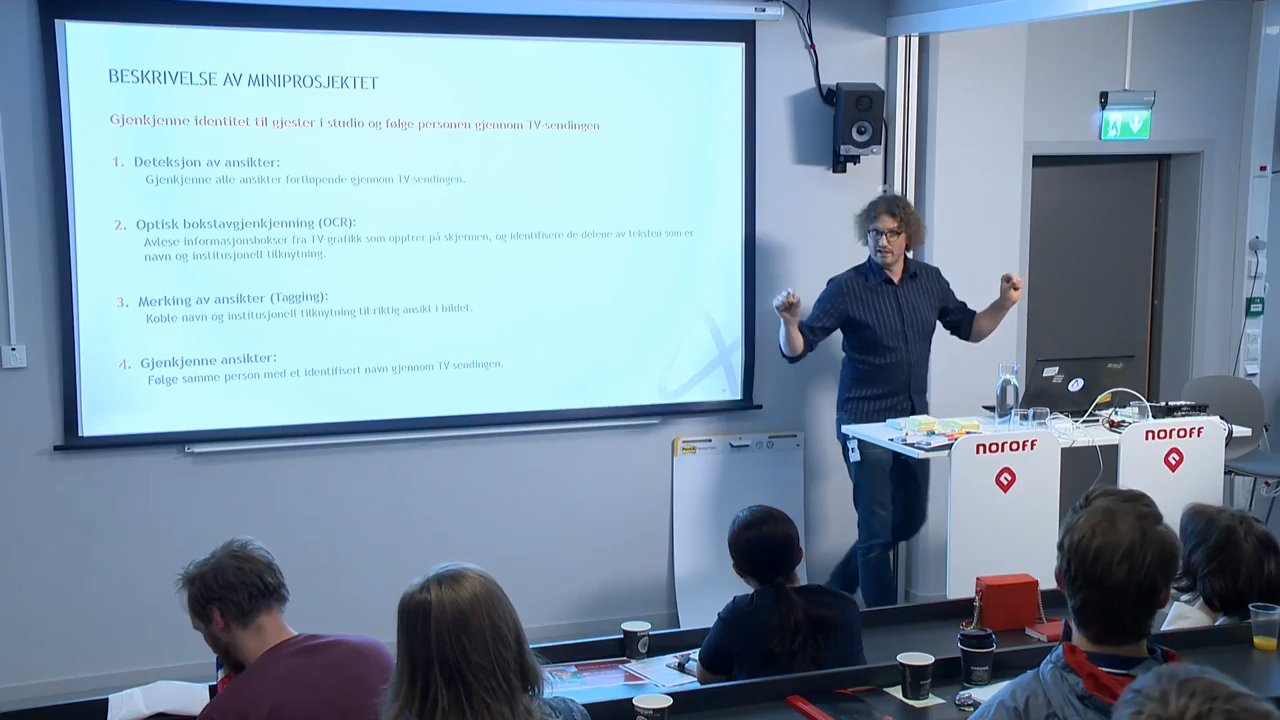 BESKRIVELSE AV MINIPROSJEKTET
Gjenkjenne identitet til gjester i studio og følge personen gjennom TV-sendingen
1. Deteksjon av ansikter:
Gjenkjenne alle ansikter fortløpende gjennom TV-sendingen.
2. Optisk bokstavgjenkjenning (OCR):
Avlese informasjonsbokser fra TV-grafikk som opptrer på skjermen, og identifisere de delene av teksten som er
navn og institusjonell tilknytning.
3. Merking av ansikter (Tagging):
Koble navn og institusjonell tilknytning til riktig ansikt i bildet.
4. Gjenkjenne ansikter:
Følge samme person med et identifisert navn gjennom TV-sendingen.
NOROFF
NOROFF